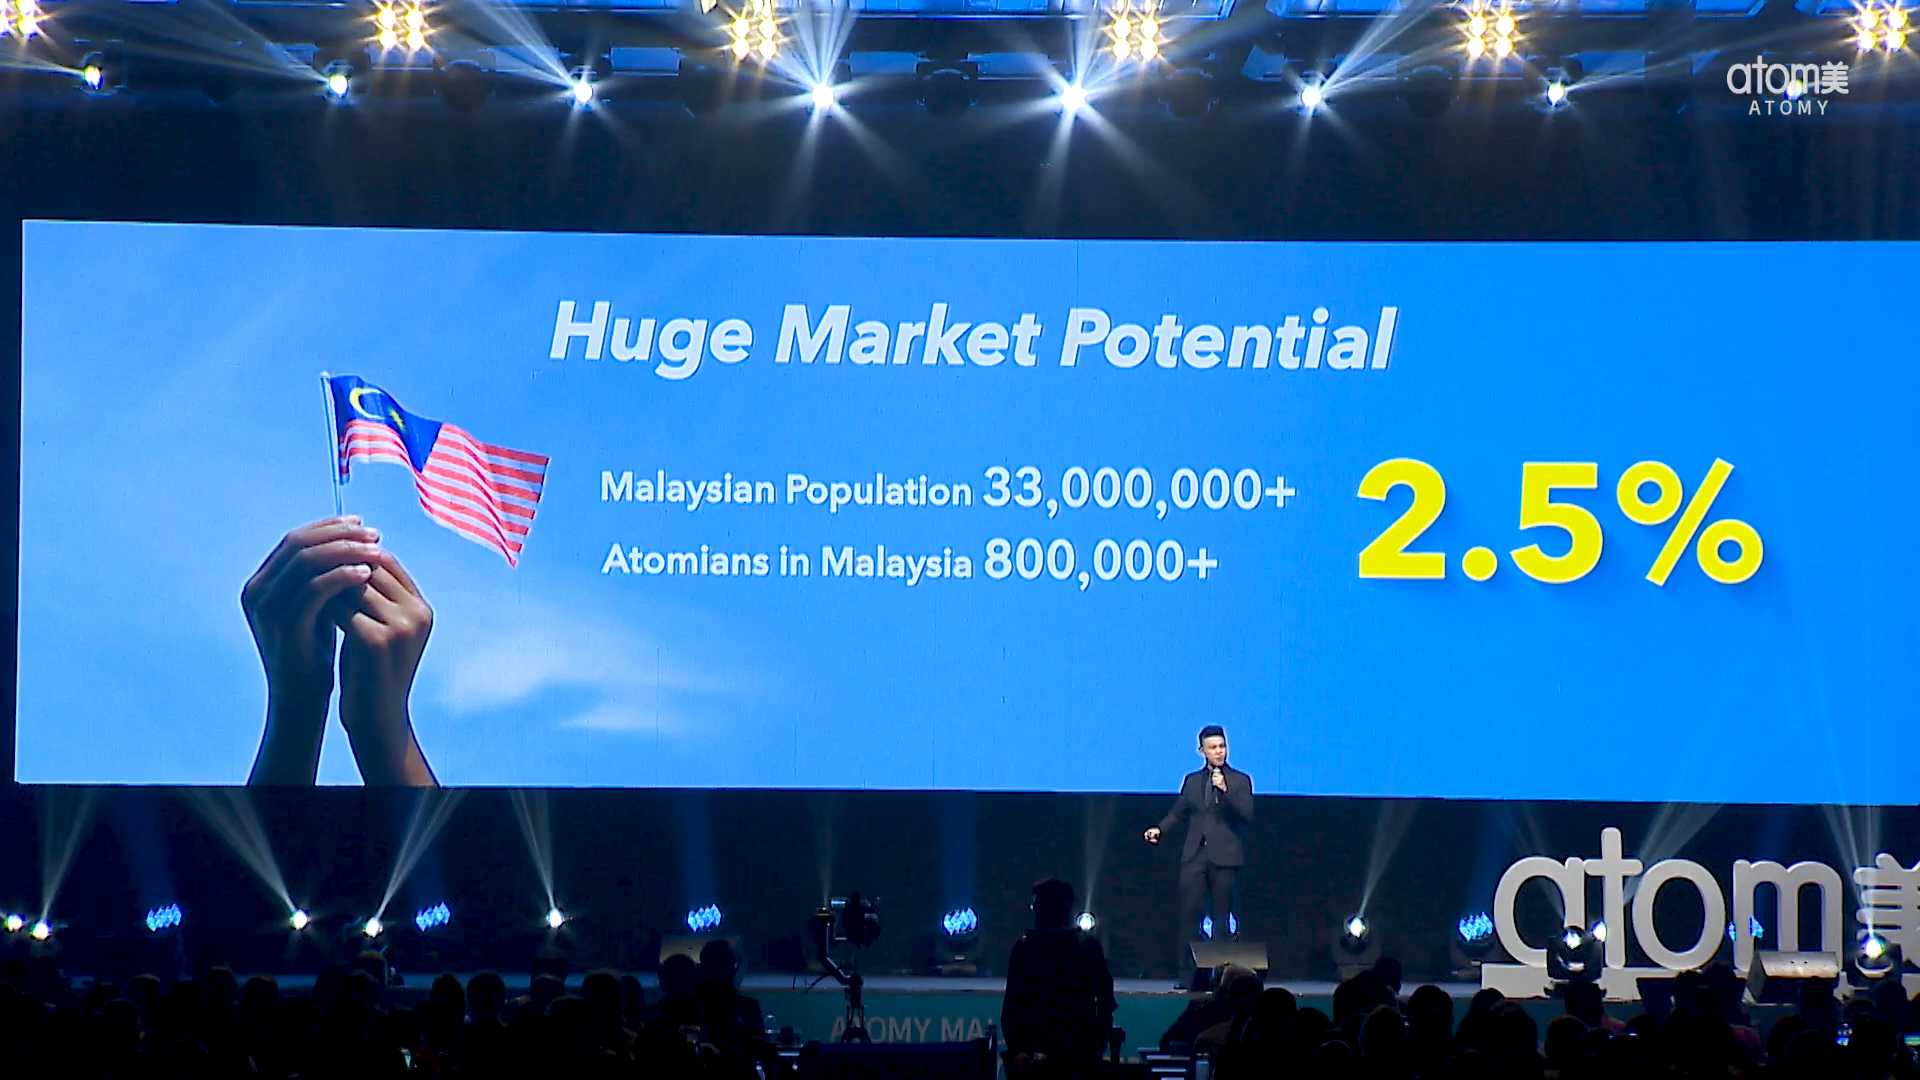 atom美
ATOMY
Huge Market Potential
Malaysian Population 33,000,000+
Atomians in Malaysia 800,000+
2.5%
atom美
ATOMY